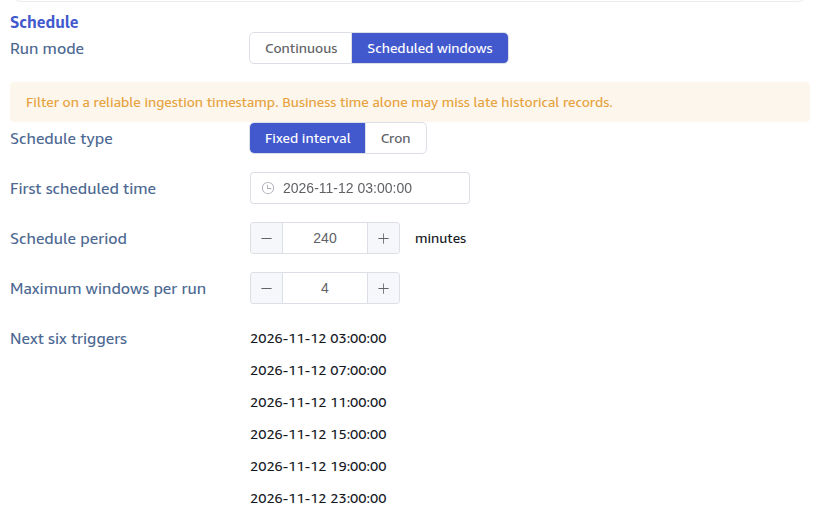 Schedule
Run mode Continuous Scheduled windows
Filter on a reliable ingestion timestamp. Business time alone may miss late historical records.
Schedule type Fixed interval Cron
First scheduled time 2026-11-12 03:00:00
Schedule period 240 minutes
Maximum windows per run 4
Next six triggers 2026-11-12 03:00:00
2026-11-12 07:00:00
2026-11-12 11:00:00
2026-11-12 15:00:00
2026-11-12 19:00:00
2026-11-12 23:00:00